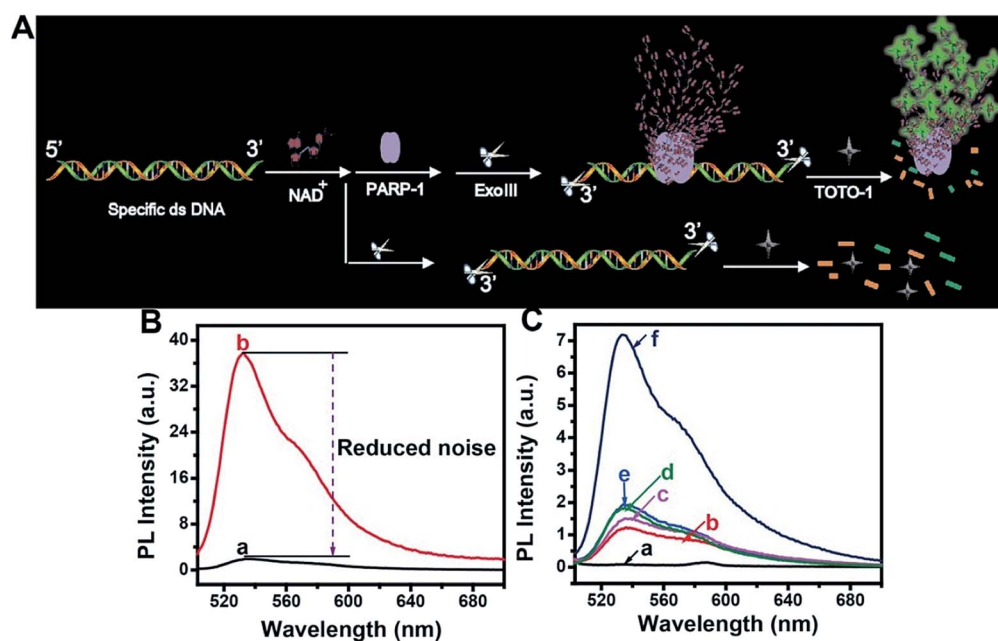 A
5'
3'
Specific ds DNA
NAD+
PARP-1
ExoIII
3'
3'
TOTO-1
3'
3'
B
40
32
24
16
8
0
PL Intensity (a.u.)
b
Reduced noise
a
520 560 600 640 680
Wavelength (nm)
C
7
6
5
4
3
2
1
0
PL Intensity (a.u.)
f
e
d
c
b
a
520 560 600 640 680
Wavelength (nm)